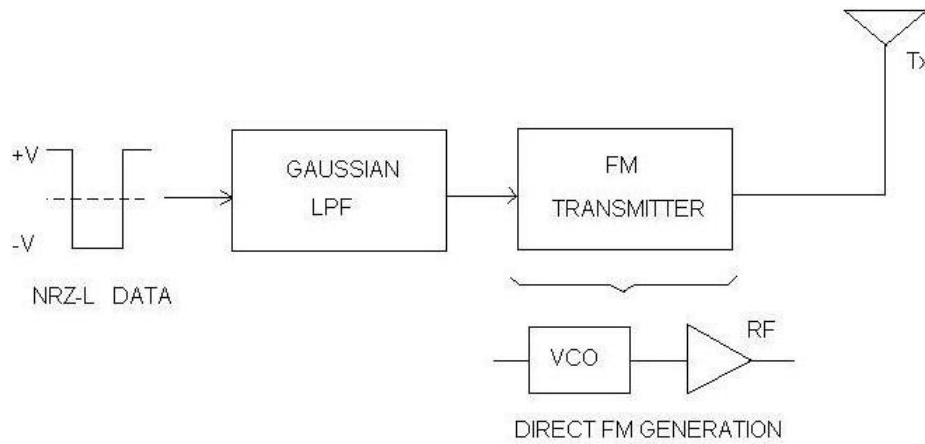 Tx
+V
-V
NRZ-L DATA
GAUSSIAN
LPF
FM
TRANSMITTER
VCO
RF
DIRECT FM GENERATION